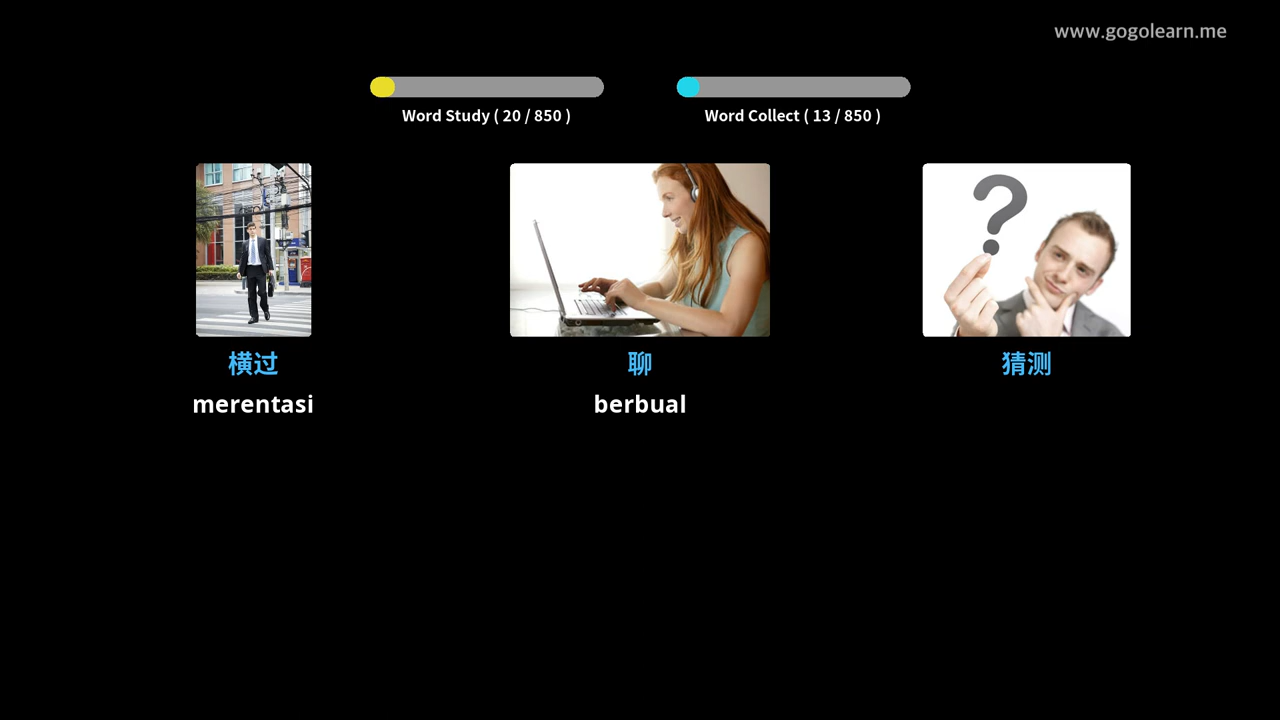 www.gogolearn.me
Word Study ( 20 / 850 )
Word Collect ( 13 / 850 )
横过
聊
猜测
merentasi
berbual